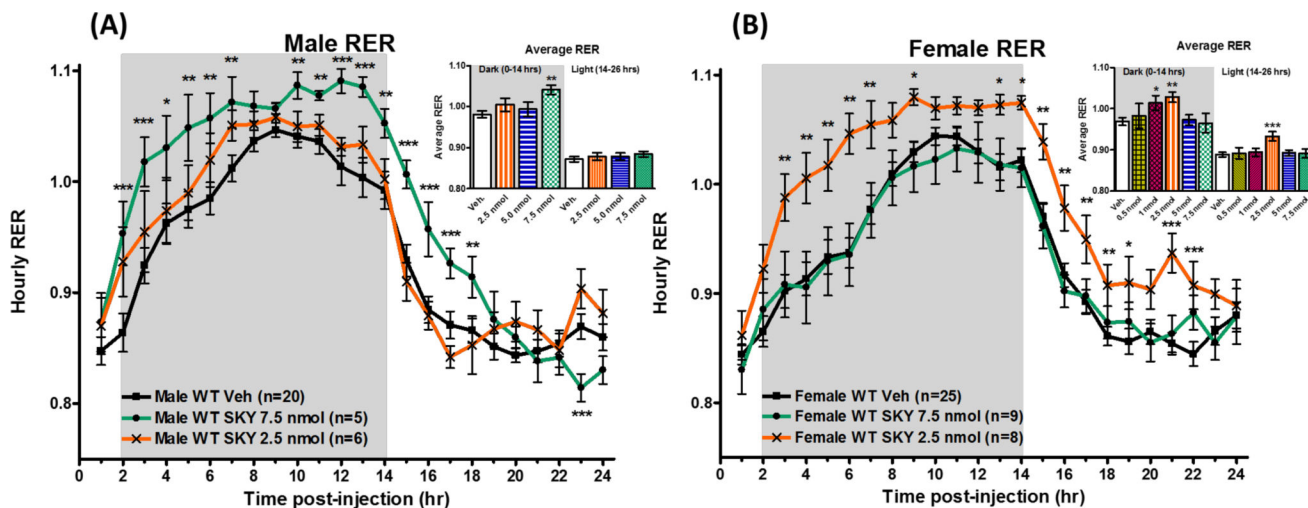 (A)
Male RER
Hourly RER
1.1
1.0
0.9
0.8
*** *** * ** ** ** ** ** *** *** ** *** *** *** ** ***
Average RER
Dark (0-14 hrs) Light (14-26 hrs)
Average RER
1.10
1.00
0.90
0.80
**
Veh. 2.5 nmol 5.0 nmol 7.5 nmol Veh. 2.5 nmol 5.0 nmol 7.5 nmol
Male WT Veh (n=20)
Male WT SKY 7.5 nmol (n=5)
Male WT SKY 2.5 nmol (n=6)
0 2 4 6 8 10 12 14 16 18 20 22 24
Time post-injection (hr)
(B)
Female RER
Hourly RER
1.1
1.0
0.9
0.8
** ** ** ** ** * * * ** ** ** ** * *** ***
Average RER
Dark (0-14 hrs) Light (14-26 hrs)
Average RER
1.10
1.00
0.90
0.80
* ** ***
Veh. 0.5 nmol 1 nmol 2.5 nmol 5 nmol 7.5 nmol Veh. 0.5 nmol 1 nmol 2.5 nmol 5 nmol 7.5 nmol
Female WT Veh (n=25)
Female WT SKY 7.5 nmol (n=9)
Female WT SKY 2.5 nmol (n=8)
0 2 4 6 8 10 12 14 16 18 20 22 24
Time post-injection (hr)